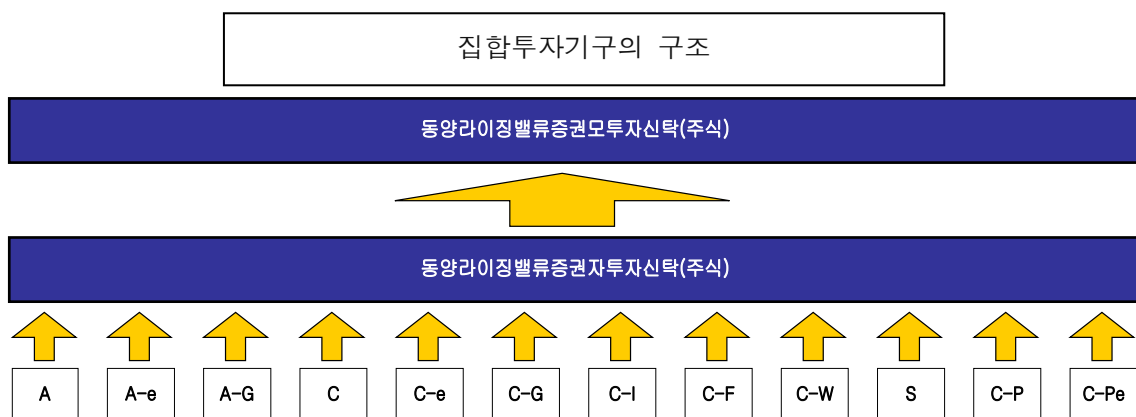 집합투자기구의 구조
동양라이징밸류증권모투자신탁(주식)
동양라이징밸류증권자투자신탁(주식)
A A-e A-G C C-e C-G C-I C-F C-W S C-P C-Pe